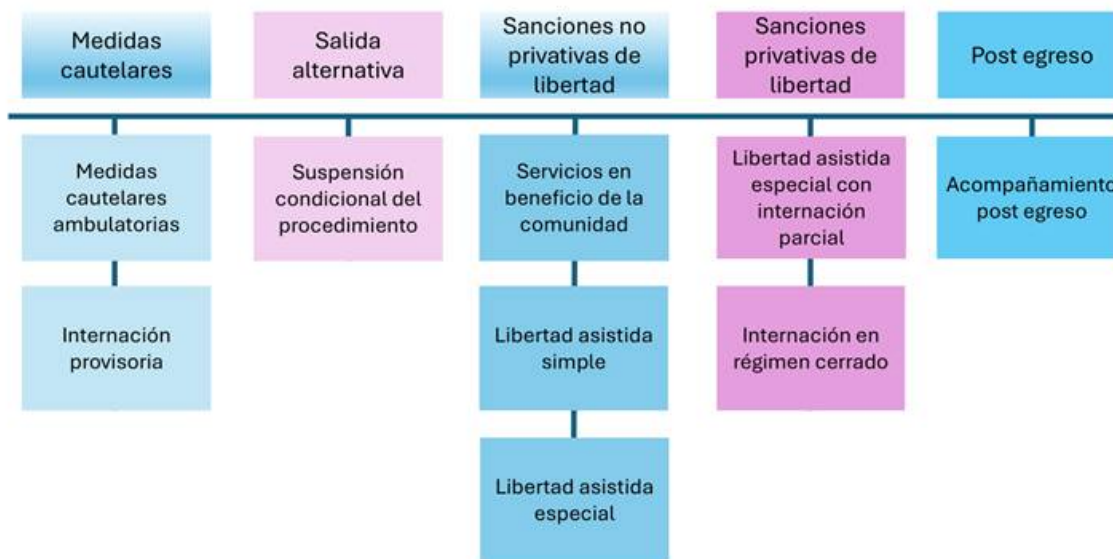 Medidas
cautelares
Salida
alternativa
Sanciones no
privativas de
libertad
Sanciones
privativas de
libertad
Post egreso
Medidas
cautelares
ambulatorias
Suspensión
condicional del
procedimiento
Servicios en
beneficio de la
comunidad
Libertad asistida
especial con
internación
parcial
Acompañamiento
post egreso
Internación
provisoria
Libertad asistida
simple
Internación en
régimen cerrado
Libertad asistida
especial